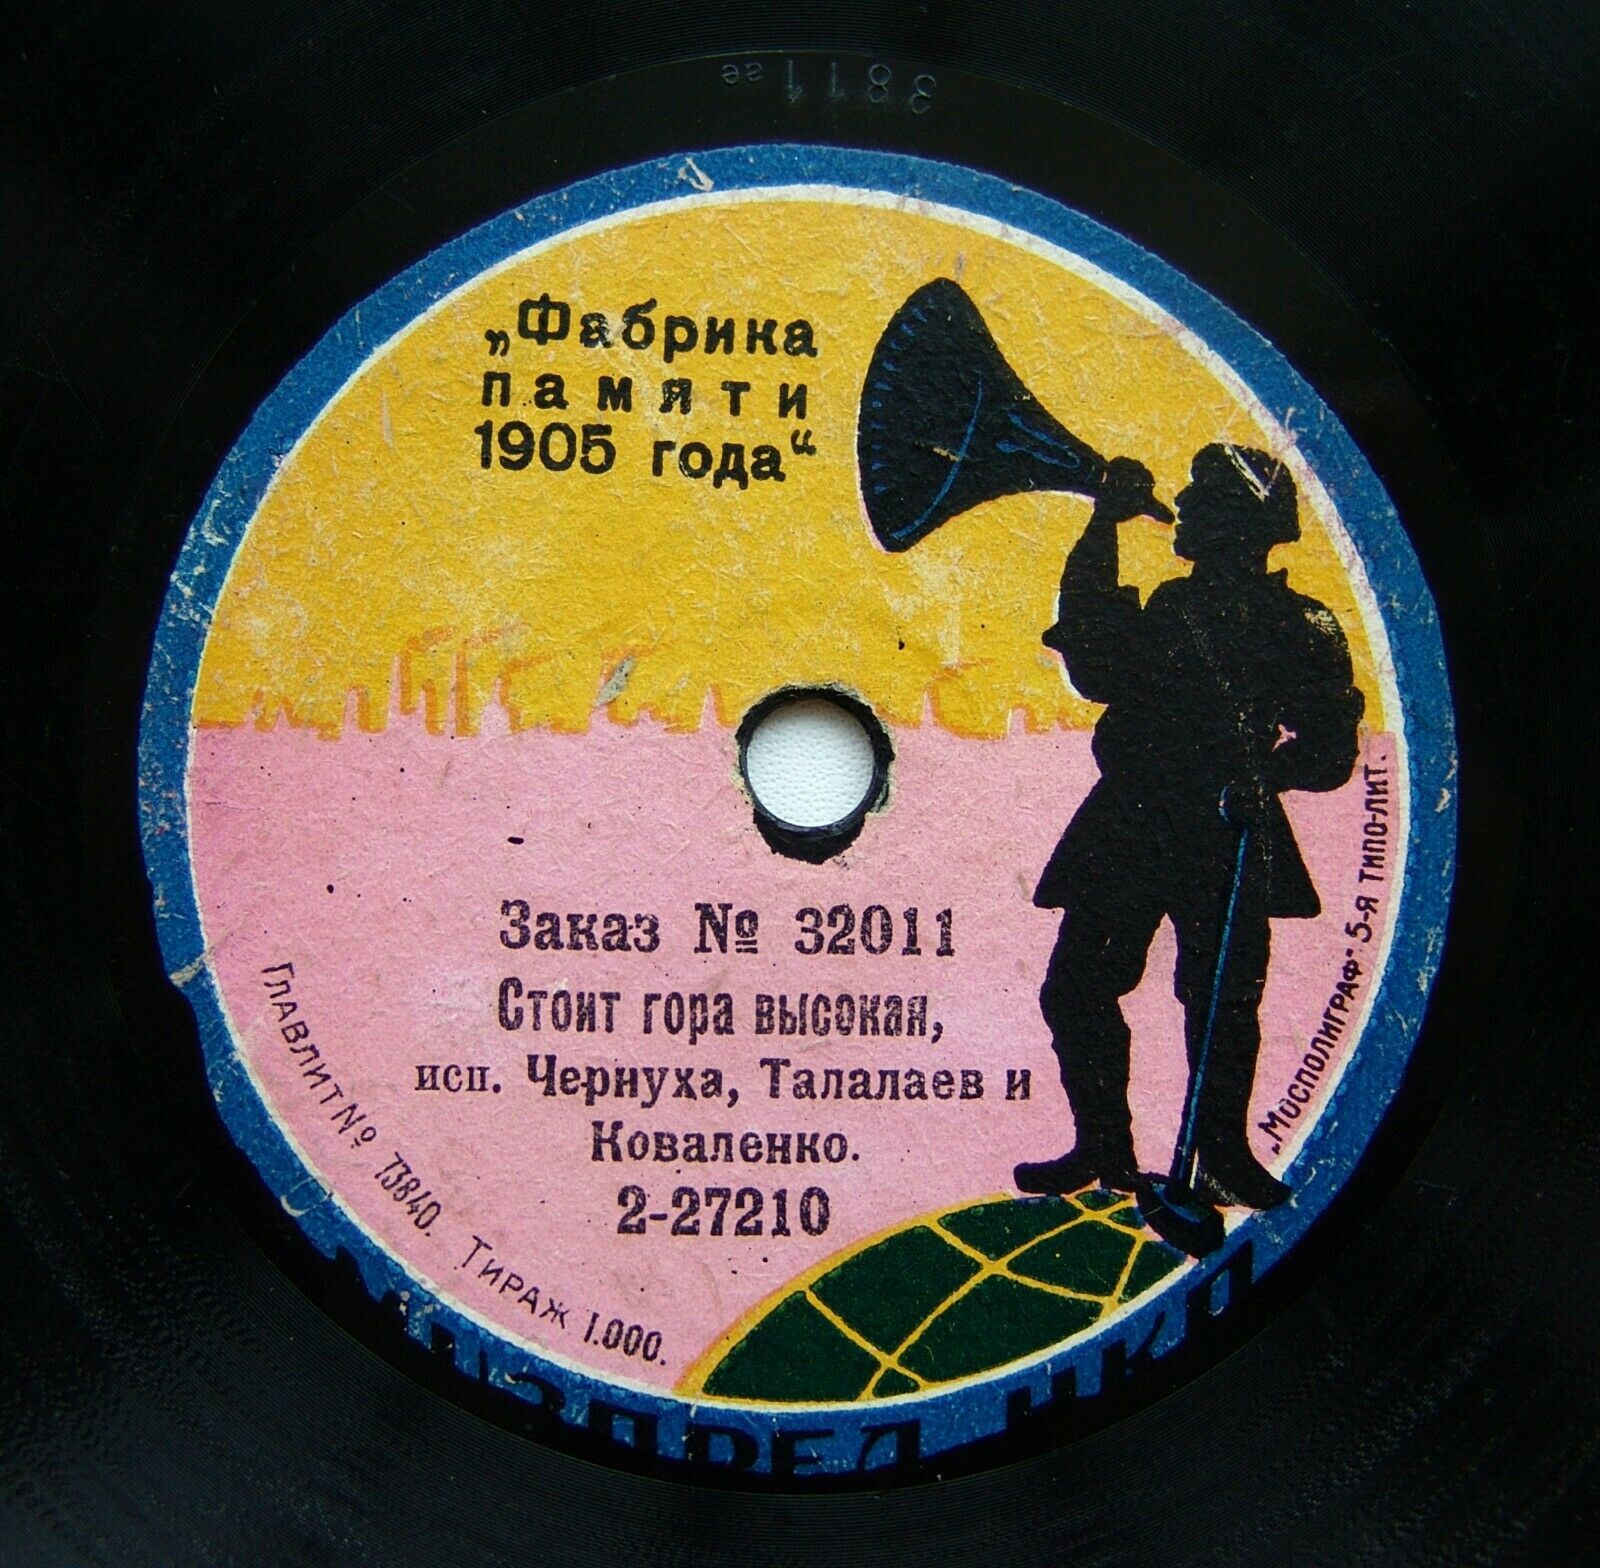 3811 ae
„Фабрика
памяти
1905 года“
Заказ № 32011
Стоит гора высокая,
исп. Чернуха, Талалаев и
Коваленко.
2-27210
Главлит № 73840. Тираж 1.000.
„Мосполиграф“ 5-я типо-лит.